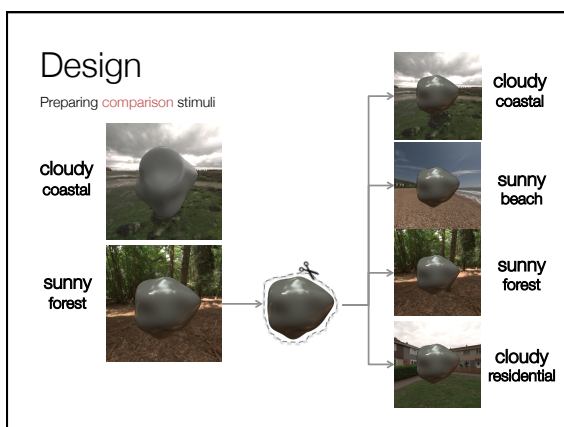 Design
Preparing comparison stimuli
cloudy
coastal
sunny
forest
cloudy
coastal
sunny
beach
sunny
forest
cloudy
residential